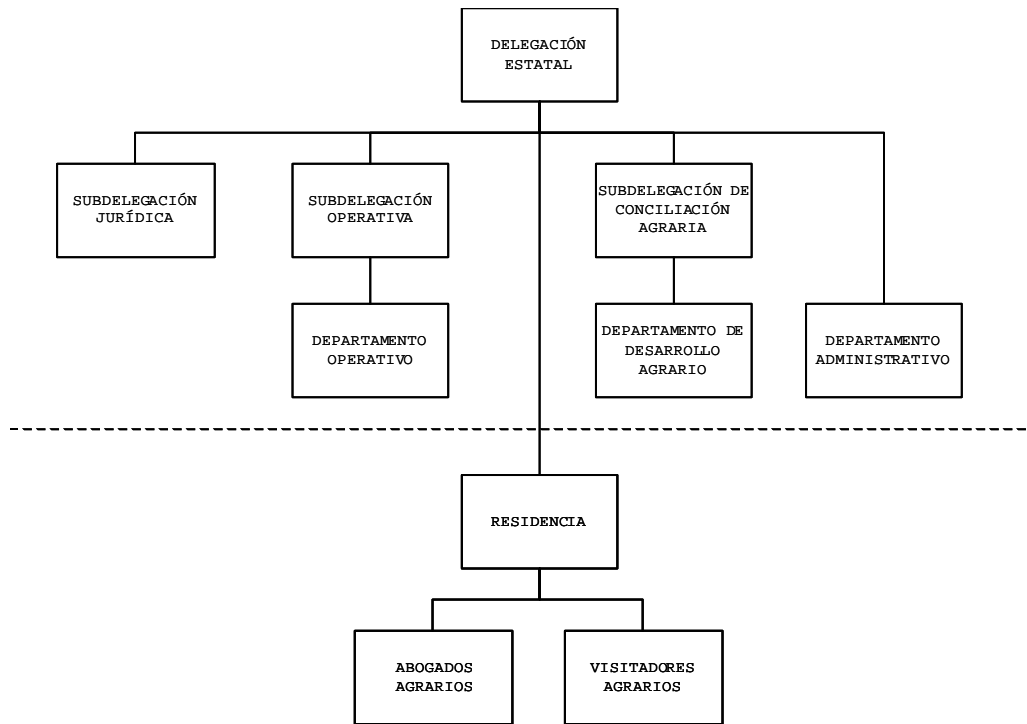 DELEGACIÓN
ESTATAL
SUBDELEGACIÓN
JURÍDICA
SUBDELEGACIÓN
OPERATIVA
SUBDELEGACIÓN DE
CONCILIACIÓN
AGRARIA
DEPARTAMENTO
OPERATIVO
DEPARTAMENTO DE
DESARROLLO
AGRARIO
DEPARTAMENTO
ADMINISTRATIVO
RESIDENCIA
ABOGADOS
AGRARIOS
VISITADORES
AGRARIOS